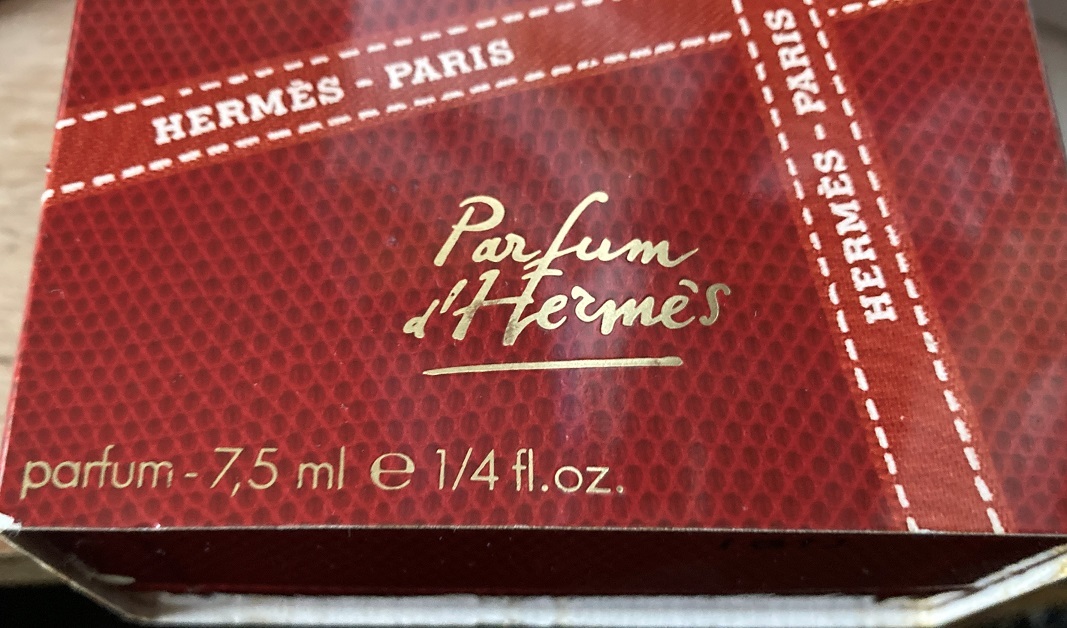 HERMÈS - PARIS
HERMÈS - PARIS
Parfum
d'Hermès
parfum - 7,5 ml ℮ 1/4 fl.oz.